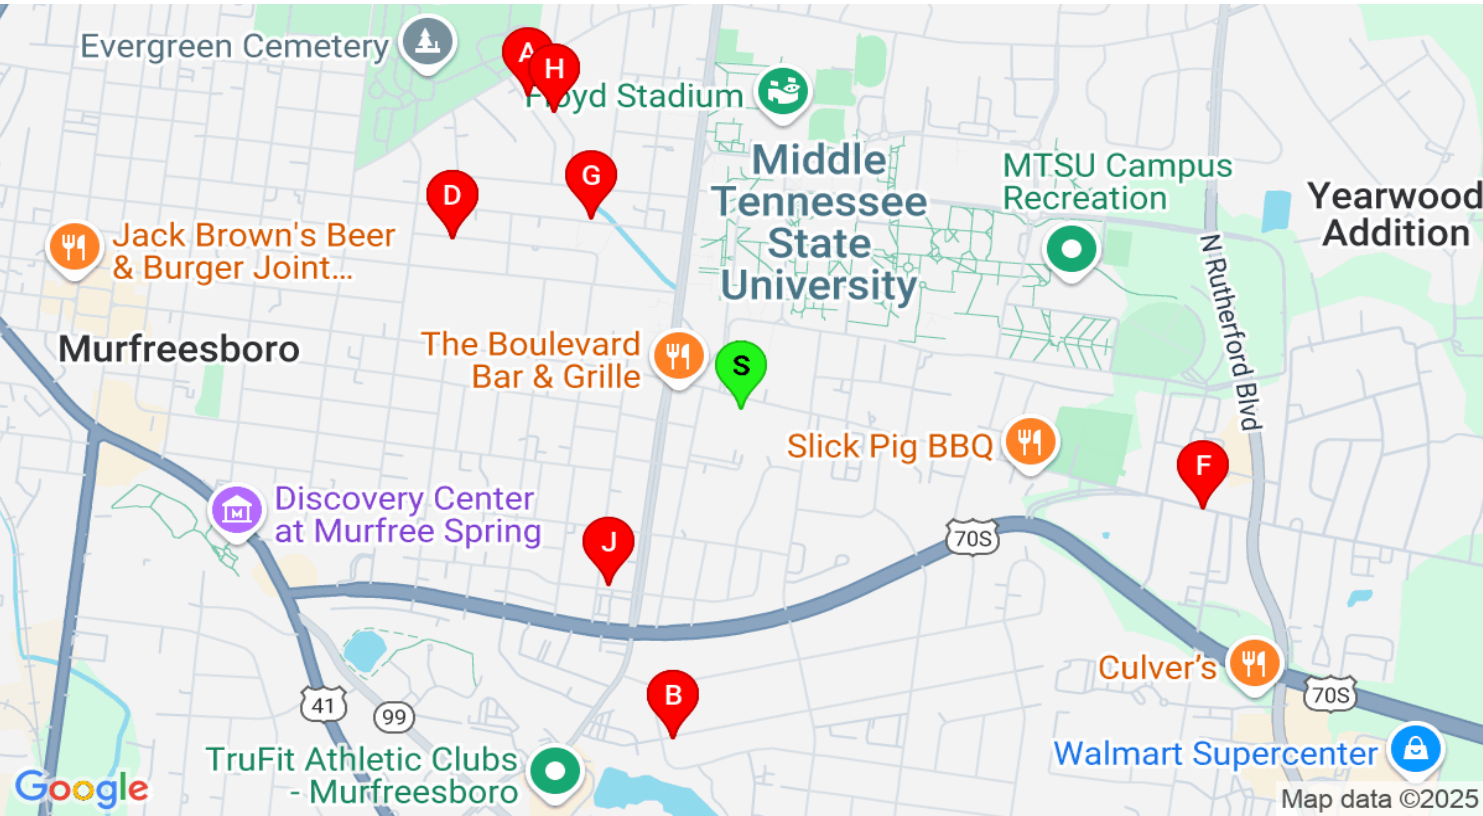 Evergreen Cemetery
A
H
Floyd Stadium
Middle
Tennessee
State
University
MTSU Campus
Recreation
Yearwood
Addition
D
G
Jack Brown's Beer
& Burger Joint...
N Rutherford Blvd
Murfreesboro
The Boulevard
Bar & Grille
S
Slick Pig BBQ
F
Discovery Center
at Murfree Spring
J
70S
Culver's
70S
B
41
99
TruFit Athletic Clubs
- Murfreesboro
Walmart Supercenter
Google
Map data ©2025